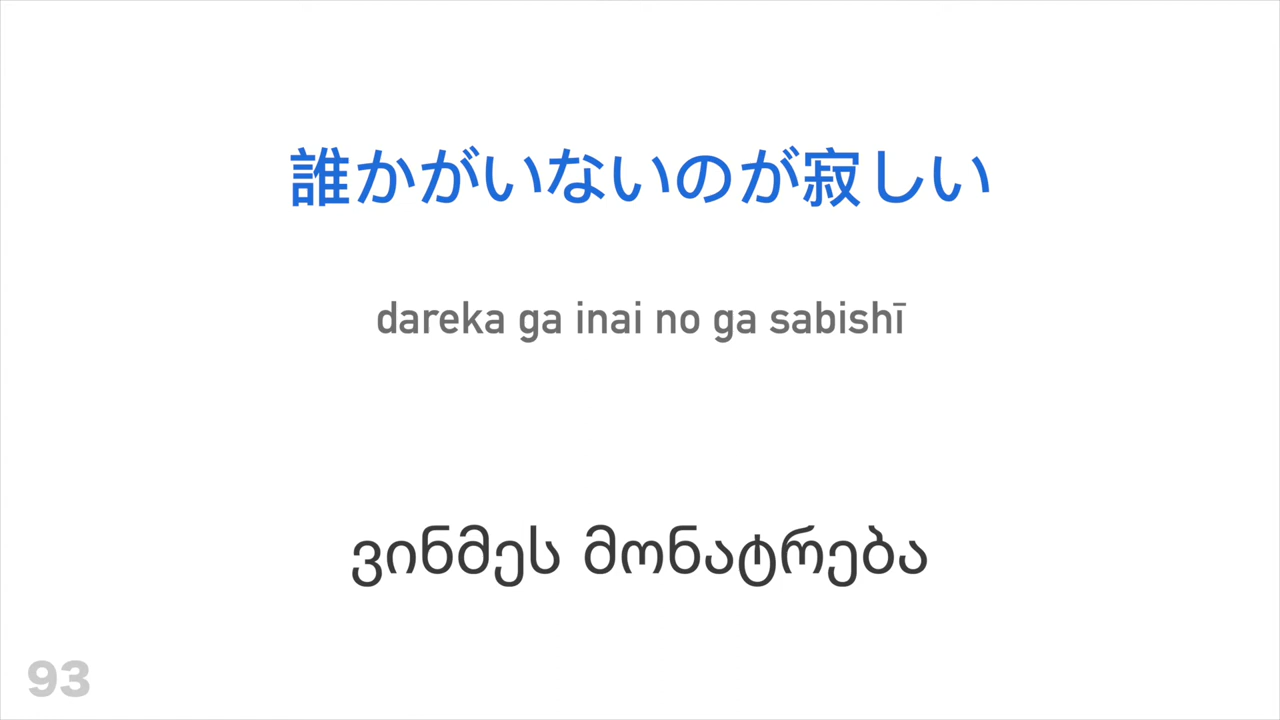 誰かがいないのが寂しい
dareka ga inai no ga sabishī
ვინმეს მონატრება
93